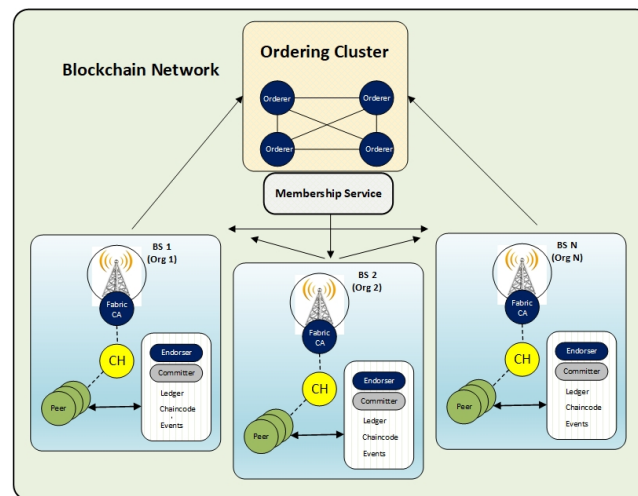 Ordering Cluster
Blockchain Network
Orderer
Orderer
Orderer
Orderer
Membership Service
BS 1
(Org 1)
Fabric
CA
CH
Peer
Endorser
Committer
Ledger
Chaincode
Events
BS 2
(Org 2)
Fabric
CA
CH
Peer
Endorser
Committer
Ledger
Chaincode
Events
BS N
(Org N)
Fabric
CA
CH
Peer
Endorser
Committer
Ledger
Chaincode
Events